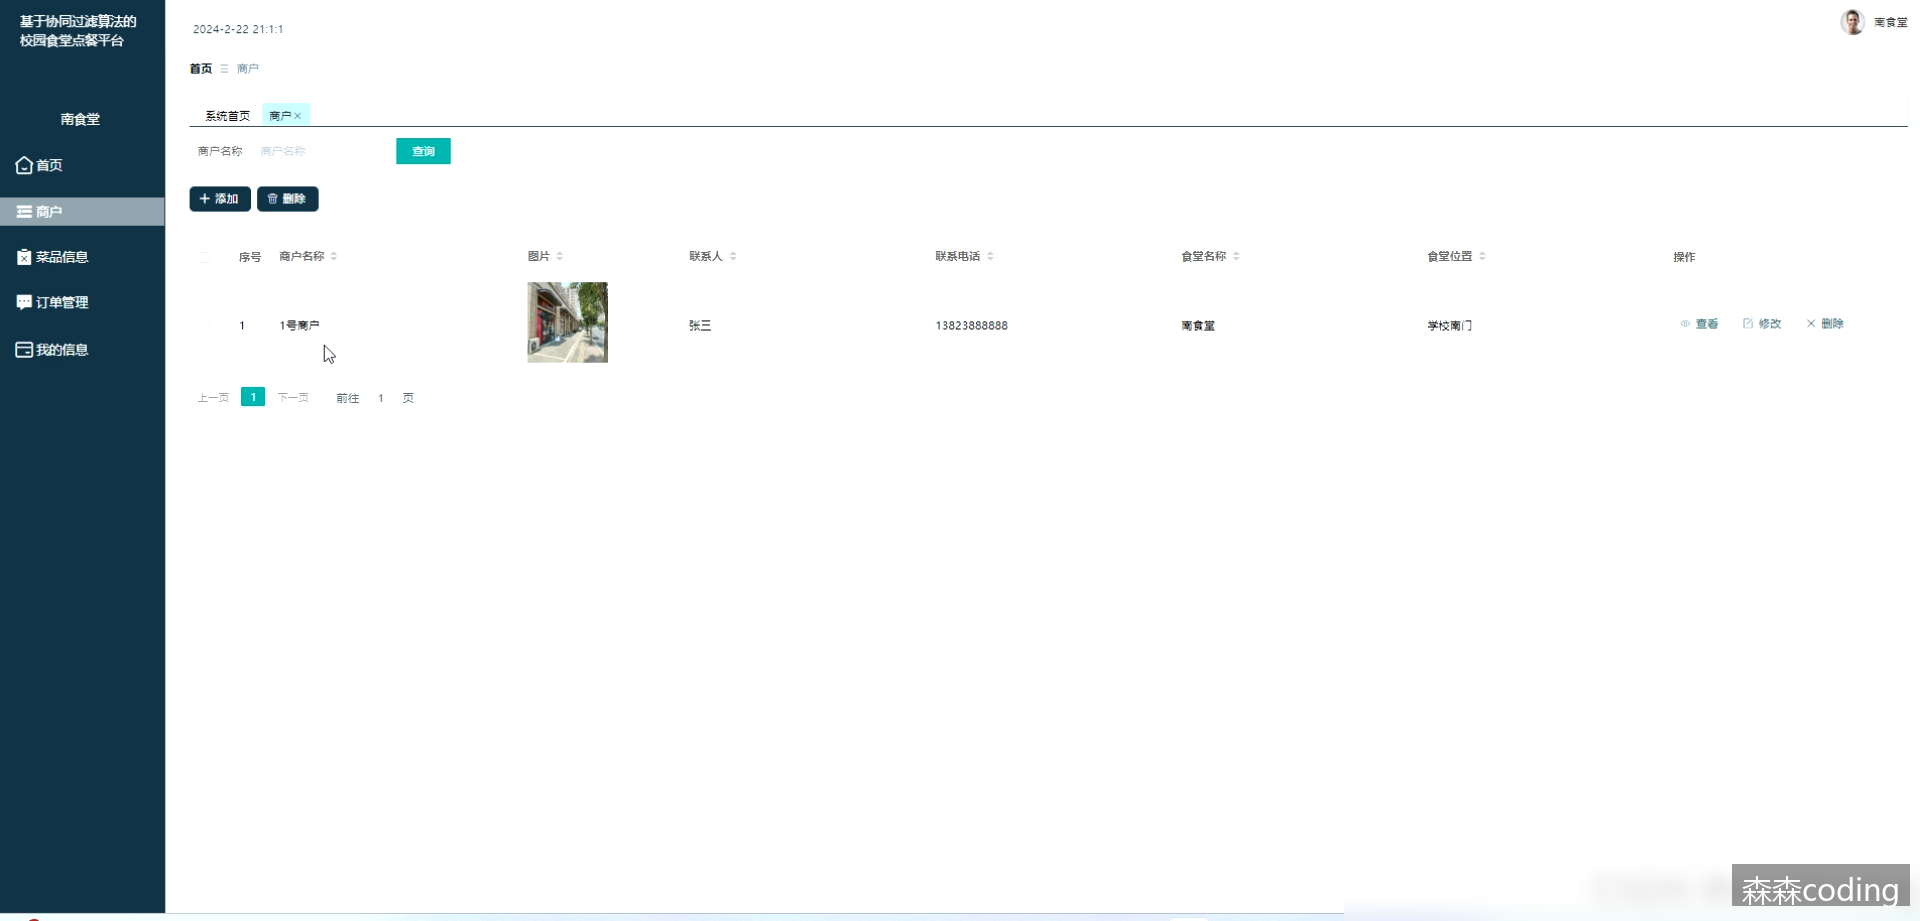 基于协同过滤算法的
校园食堂点餐平台
2024-2-22 21:1:1
南食堂
首页 商户
南食堂
首页
商户
菜品信息
订单管理
我的信息
系统首页 商户
商户名称 商户名称 查询
添加 删除
序号 商户名称 图片 联系人 联系电话 食堂名称 食堂位置 操作
1 1号商户 张三 13823888888 南食堂 学校南门 查看 修改 删除
上一页 1 下一页 前往 1 页
森森coding